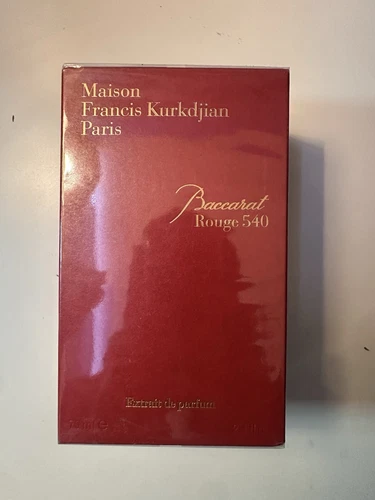 Maison
Francis Kurkdjian
Paris
Baccarat
Rouge 540
Extrait de parfum